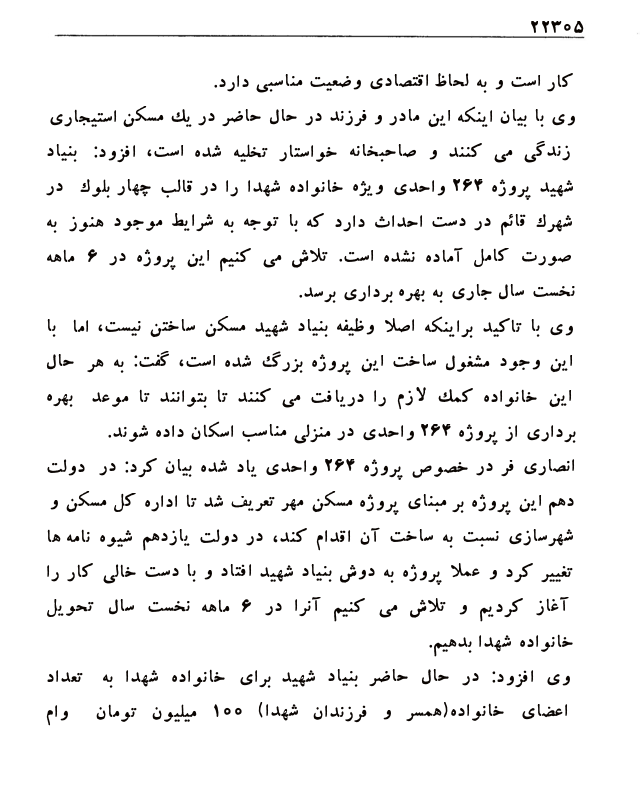 ۲۲۳۰۵
کار است و به لحاظ اقتصادی وضعیت مناسبی دارد.
وی با بیان اینکه این مادر و فرزند در حال حاضر در یك مسکن استیجاری
زندگی می کنند و صاحبخانه خواستار تخلیه شده است، افزود: بنیاد
شهید پروژه ۲۶۴ واحدی ویژه خانواده شهدا را در قالب چهار بلوك در
شهرك قائم در دست احداث دارد که با توجه به شرایط موجود هنوز به
صورت کامل آماده نشده است. تلاش می کنیم این پروژه در ۶ ماهه
نخست سال جاری به بهره برداری برسد.
وی با تاکید براینکه اصلا وظیفه بنیاد شهید مسکن ساختن نیست، اما با
این وجود مشغول ساخت این پروژه بزرگ شده است، گفت: به هر حال
این خانواده کمك لازم را دریافت می کنند تا بتوانند تا موعد بهره
برداری از پروژه ۲۶۴ واحدی در منزلی مناسب اسکان داده شوند.
انصاری فر در خصوص پروژه ۲۶۴ واحدی یاد شده بیان کرد: در دولت
دهم این پروژه بر مبنای پروژه مسکن مهر تعریف شد تا اداره کل مسکن و
شهرسازی نسبت به ساخت آن اقدام کند، در دولت یازدهم شیوه نامه ها
تغییر کرد و عملا پروژه به دوش بنیاد شهید افتاد و با دست خالی کار را
آغاز کردیم و تلاش می کنیم آنرا در ۶ ماهه نخست سال تحویل
خانواده شهدا بدهیم.
وی افزود: در حال حاضر بنیاد شهید برای خانواده شهدا به تعداد
اعضای خانواده(همسر و فرزندان شهدا) ۱۰۰ میلیون تومان وام